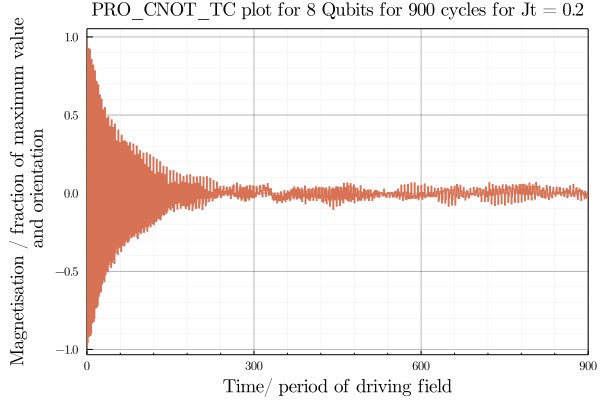 PRO_CNOT_TC plot for 8 Qubits for 900 cycles for Jt = 0.2
Magnetisation / fraction of maximum value
and orientation
1.0
0.5
0.0
−0.5
−1.0
0
300
600
900
Time/ period of driving field